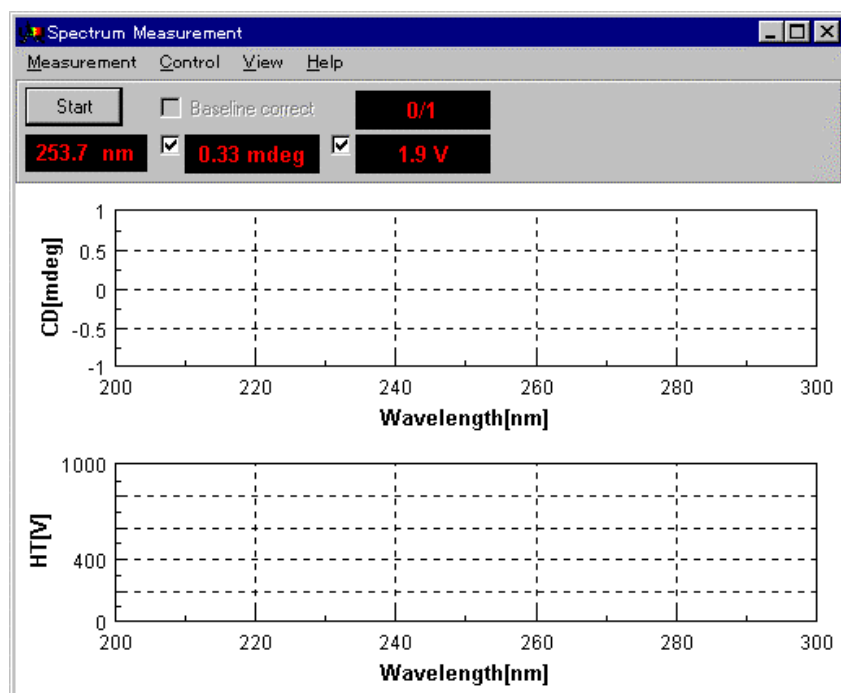 Spectrum Measurement
Measurement Control View Help
Start Baseline correct 0/1
253.7 nm 0.33 mdeg 1.9 V
1
0.5
0
-0.5
-1
CD[mdeg]
200 220 240 260 280 300
Wavelength[nm]
1000
400
0
HT[V]
200 220 240 260 280 300
Wavelength[nm]